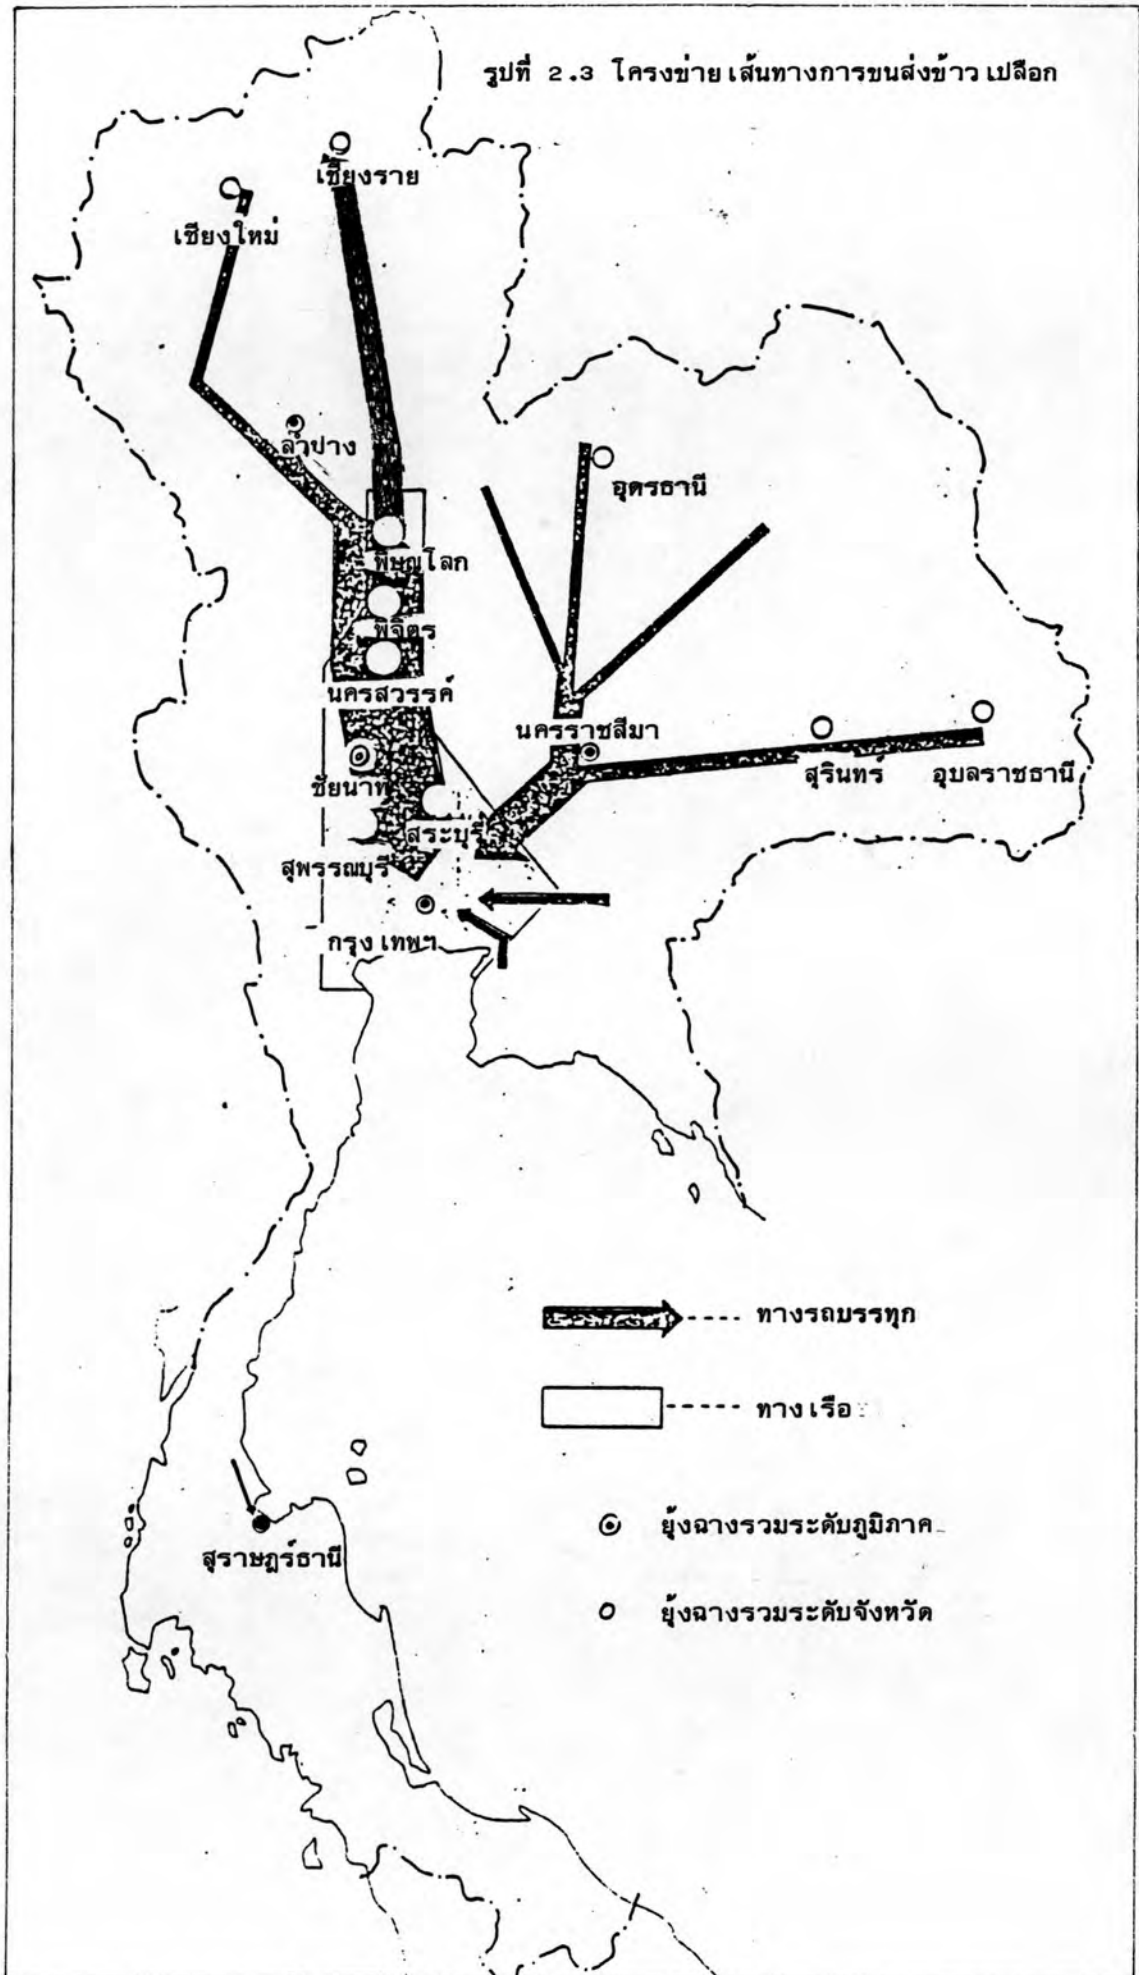 รูปที่ 2.3 โครงข่ายเส้นทางการขนส่งข้าวเปลือก
เชียงราย
เชียงใหม่
ลำปาง
อุดรธานี
พิษณุโลก
พิจิตร
นครสวรรค์
นครราชสีมา
ชัยนาท
สุรินทร์
อุบลราชธานี
สระบุรี
สุพรรณบุรี
กรุงเทพฯ
ทางรถบรรทุก
ทางเรือ
ยุ้งฉางรวมระดับภูมิภาค
สุราษฎร์ธานี
ยุ้งฉางรวมระดับจังหวัด